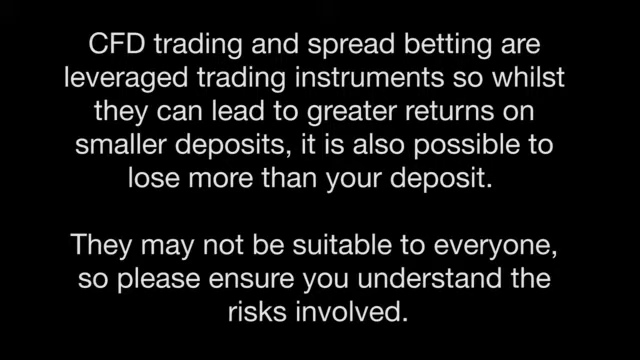 CFD trading and spread betting are
leveraged trading instruments so whilst
they can lead to greater returns on
smaller deposits, it is also possible to
lose more than your deposit.
They may not be suitable to everyone,
so please ensure you understand the
risks involved.